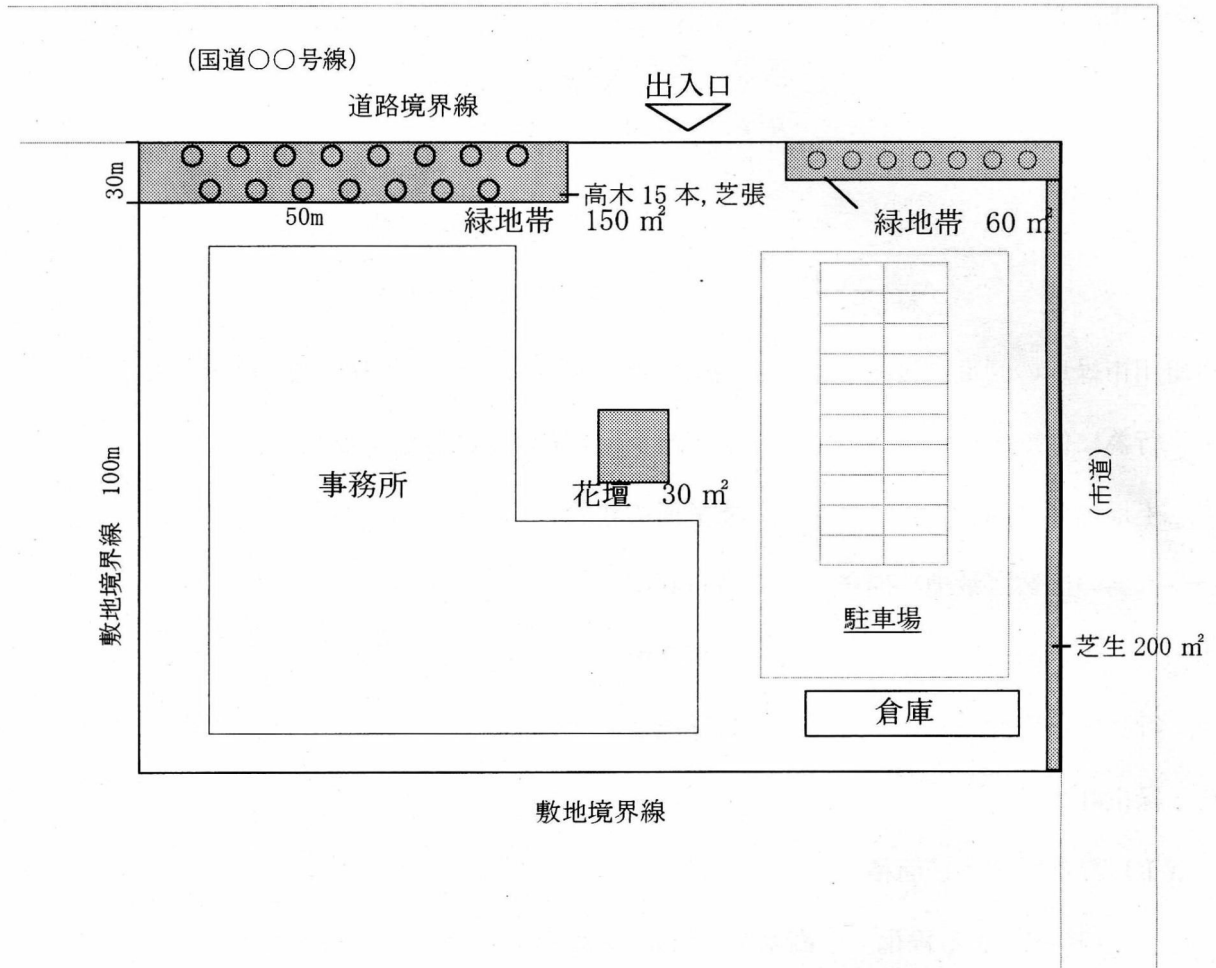 (国道○○号線)
出入口
道路境界線
30m
50m
高木 15 本, 芝張
緑地帯 150 ㎡
緑地帯 60 ㎡
敷地境界線 100m
事務所
花壇 30 ㎡
(市道)
駐車場
芝生 200 ㎡
倉庫
敷地境界線